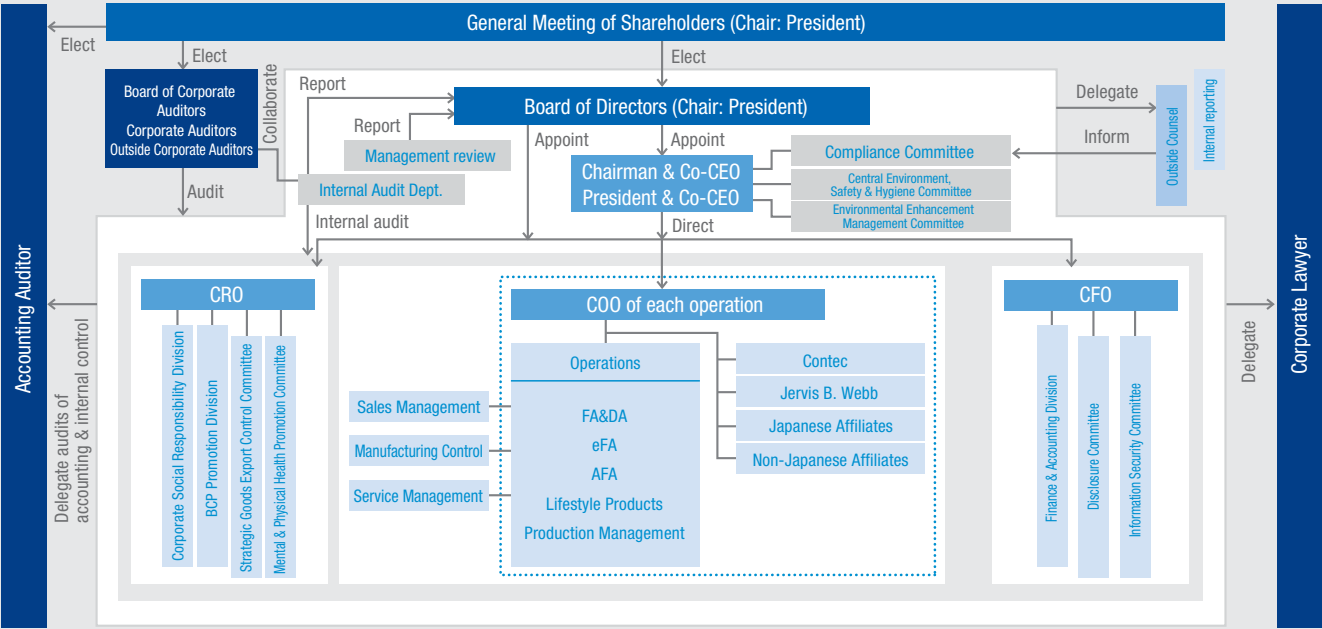 General Meeting of Shareholders (Chair: President)
Elect
Elect
Elect
Board of Corporate
Auditors
Corporate Auditors
Outside Corporate Auditors
Collaborate
Report
Board of Directors (Chair: President)
Report
Management review
Appoint
Appoint
Delegate
Inform
Outside Counsel
Internal reporting
Internal Audit Dept.
Audit
Internal audit
Chairman & Co-CEO
President & Co-CEO
Direct
Compliance Committee
Central Environment,
Safety & Hygiene Committee
Environmental Enhancement
Management Committee
Accounting Auditor
Delegate audits of
accounting & internal control
CRO
Corporate Social Responsibility Division
BCP Promotion Division
Strategic Goods Export Control Committee
Mental & Physical Health Promotion Committee
COO of each operation
Operations
FA&DA
eFA
AFA
Lifestyle Products
Production Management
Sales Management
Manufacturing Control
Service Management
Contec
Jervis B. Webb
Japanese Affiliates
Non-Japanese Affiliates
CFO
Finance & Accounting Division
Disclosure Committee
Information Security Committee
Delegate
Corporate Lawyer